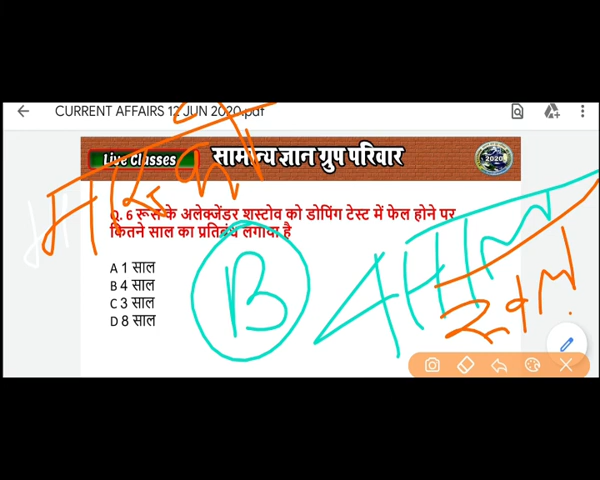 CURRENT AFFAIRS 12 JUN 2020.pdf
Live Classes
सामान्य ज्ञान ग्रुप परिवार
2020
मास्को
Q. 6 रूस के अलेक्जेंडर शस्टोव को डोपिंग टेस्ट में फेल होने पर
कितने साल का प्रतिबंध लगाया है
A 1 साल
B 4 साल
C 3 साल
D 8 साल
B
4 साल